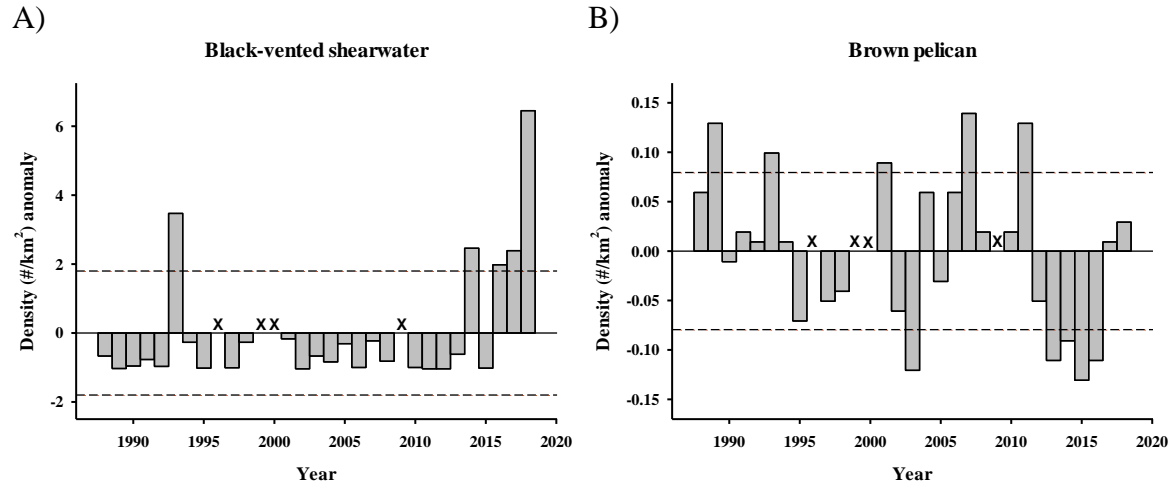 A)
Black-vented shearwater
Density (#/km²) anomaly
6
4
2
0
-2
X
X
X
X
1990
1995
2000
2005
2010
2015
2020
Year
B)
Brown pelican
Density (#/km²) anomaly
0.15
0.10
0.05
0.00
-0.05
-0.10
-0.15
X
X
X
X
1990
1995
2000
2005
2010
2015
2020
Year